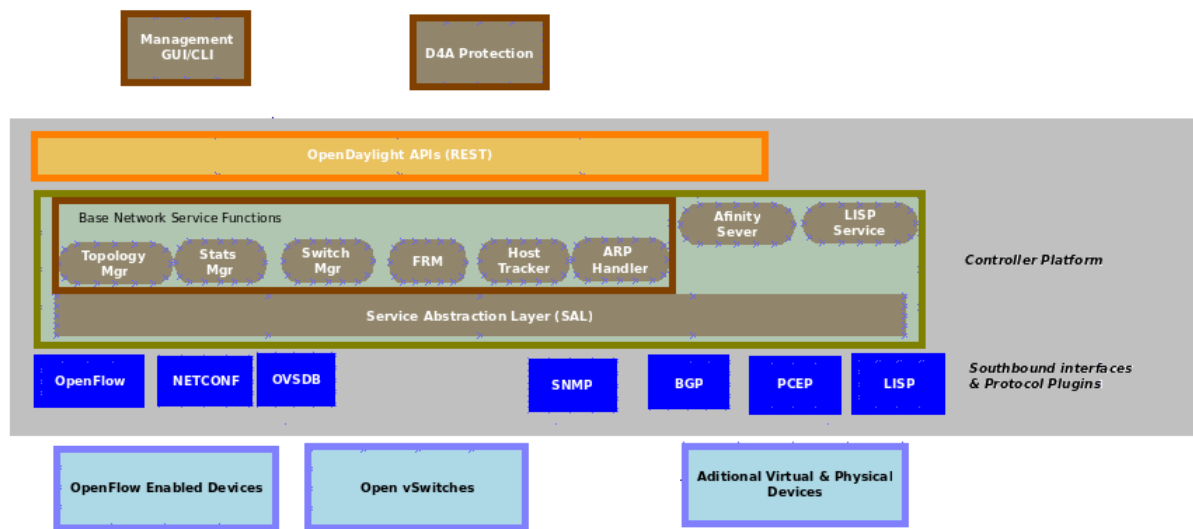 Management
GUI/CLI
D4A Protection
OpenDaylight APIs (REST)
Base Network Service Functions
Afinity
Sever
LISP
Service
Topology
Mgr
Stats
Mgr
Switch
Mgr
FRM
Host
Tracker
ARP
Handler
Controller Platform
Service Abstraction Layer (SAL)
OpenFlow
NETCONF
OVSDB
SNMP
BGP
PCEP
LISP
Southbound interfaces
& Protocol Plugins
OpenFlow Enabled Devices
Open vSwitches
Aditional Virtual & Physical
Devices